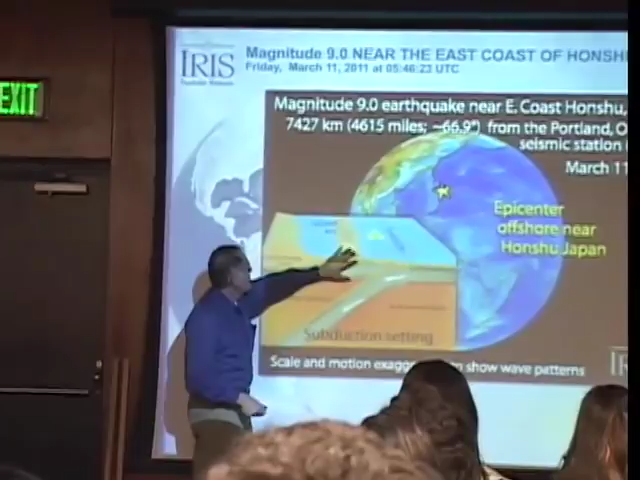 EXIT
IRIS
Magnitude 9.0 NEAR THE EAST COAST OF HONSH
Friday, March 11, 2011 at 05:46:23 UTC
Magnitude 9.0 earthquake near E. Coast Honshu,
7427 km (4615 miles; ~66.9°) from the Portland, O
seismic station
March 11
Epicenter
offshore near
Honshu Japan
Subduction setting
Scale and motion exagg n show wave patterns
IR